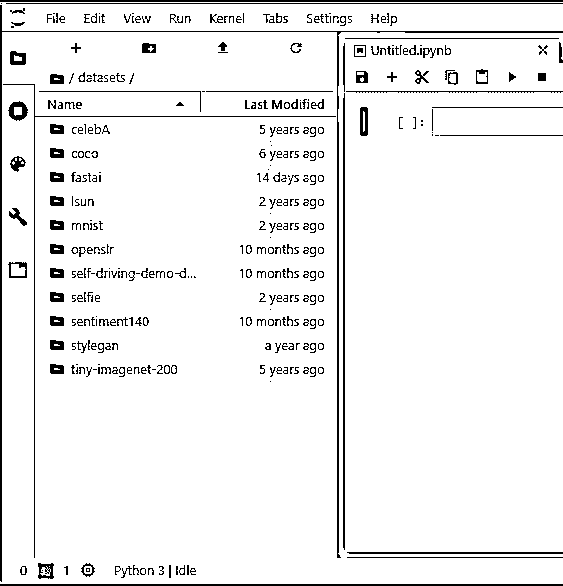 File Edit View Run Kernel Tabs Settings Help
/ datasets /
Name Last Modified
celebA 5 years ago
coco 6 years ago
fastai 14 days ago
lsun 2 years ago
mnist 2 years ago
openslr 10 months ago
self-driving-demo-d... 10 months ago
selfie 2 years ago
sentiment140 10 months ago
stylegan a year ago
tiny-imagenet-200 5 years ago
Untitled.ipynb
[ ]:
0 1 Python 3 | Idle